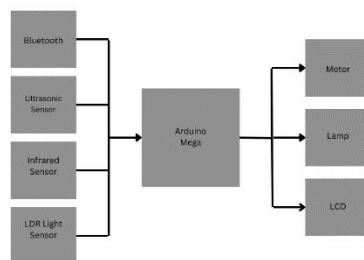 Bluetooth
Ultrasonic
Sensor
Infrared
Sensor
LDR Light
Sensor
Arduino
Mega
Motor
Lamp
LCD